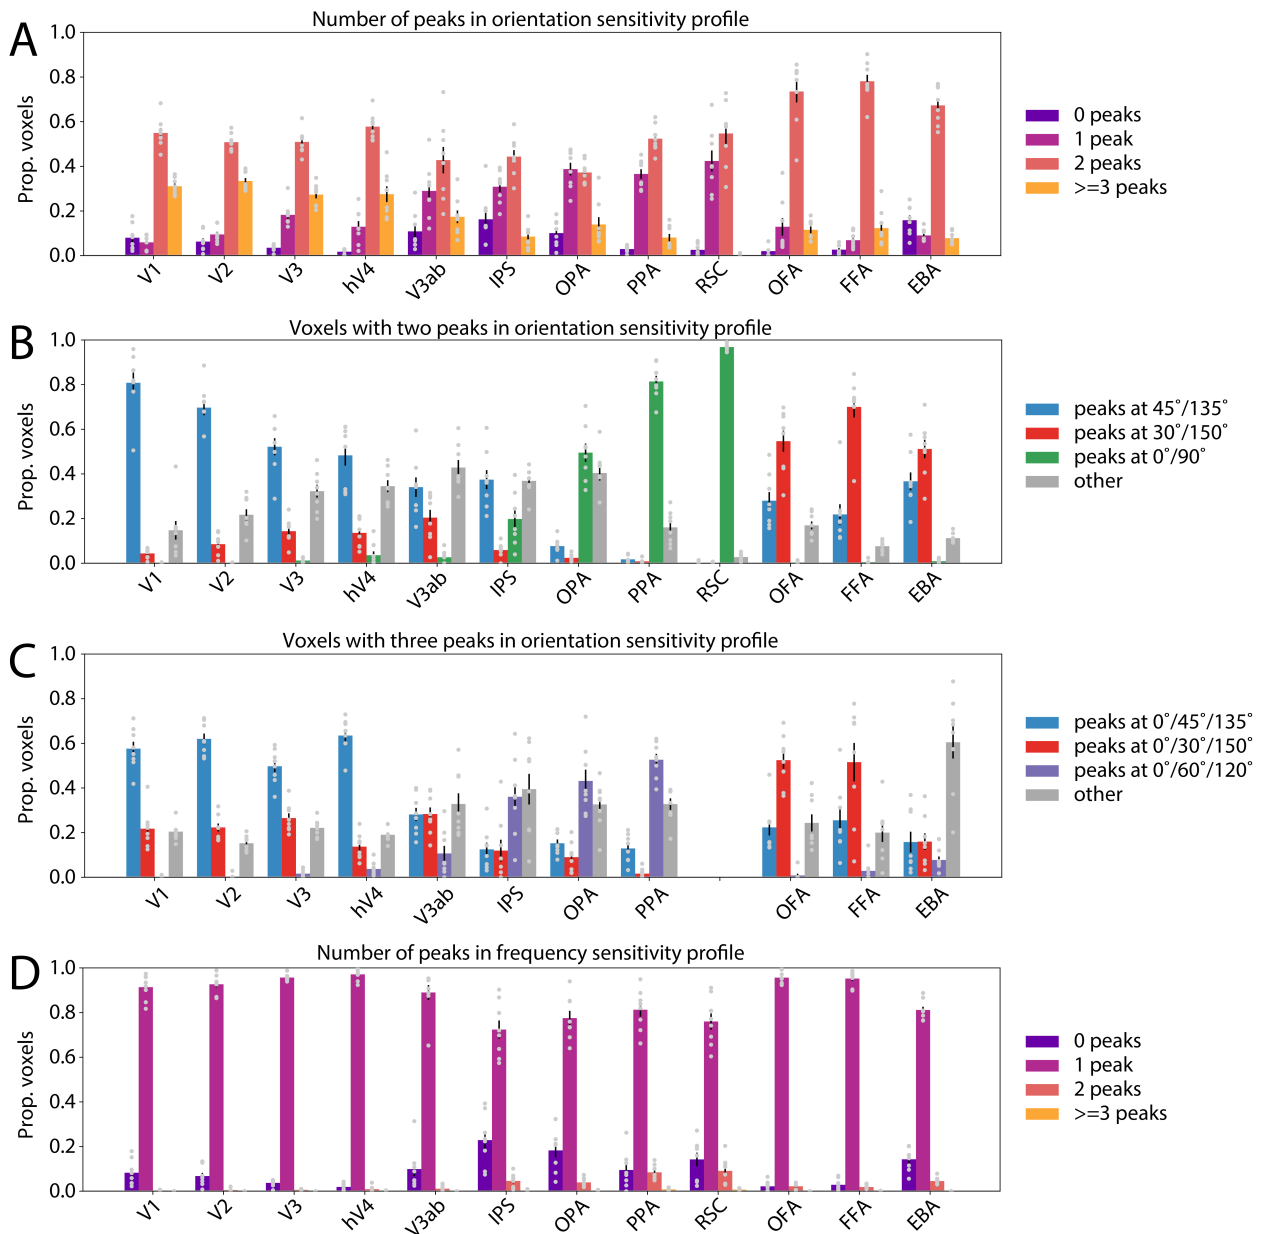 A
Number of peaks in orientation sensitivity profile
Prop. voxels
1.0
0.8
0.6
0.4
0.2
0.0
V1 V2 V3 hV4 V3ab IPS OPA PPA RSC OFA FFA EBA
0 peaks
1 peak
2 peaks
>=3 peaks
B
Voxels with two peaks in orientation sensitivity profile
Prop. voxels
1.0
0.8
0.6
0.4
0.2
0.0
V1 V2 V3 hV4 V3ab IPS OPA PPA RSC OFA FFA EBA
peaks at 45˚/135˚
peaks at 30˚/150˚
peaks at 0˚/90˚
other
C
Voxels with three peaks in orientation sensitivity profile
Prop. voxels
1.0
0.8
0.6
0.4
0.2
0.0
V1 V2 V3 hV4 V3ab IPS OPA PPA OFA FFA EBA
peaks at 0˚/45˚/135˚
peaks at 0˚/30˚/150˚
peaks at 0˚/60˚/120˚
other
D
Number of peaks in frequency sensitivity profile
Prop. voxels
1.0
0.8
0.6
0.4
0.2
0.0
V1 V2 V3 hV4 V3ab IPS OPA PPA RSC OFA FFA EBA
0 peaks
1 peak
2 peaks
>=3 peaks